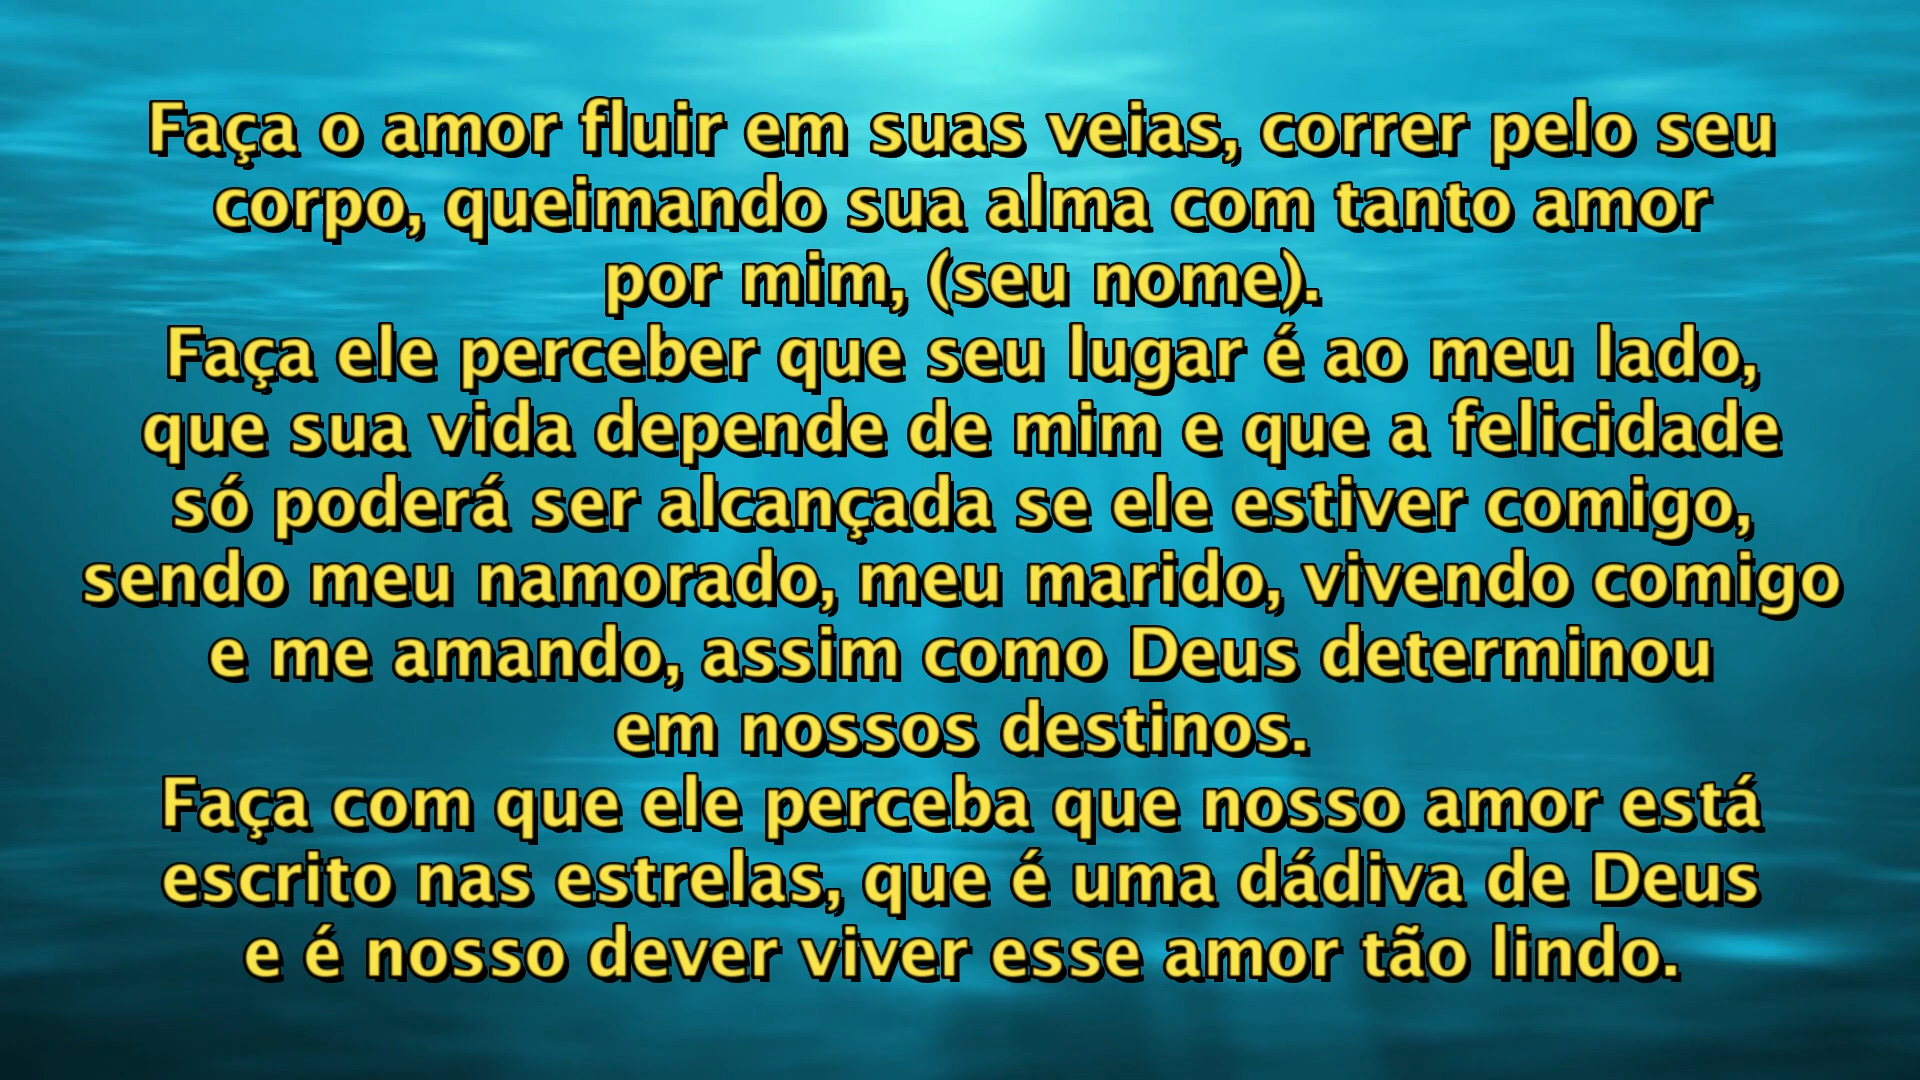 Faça o amor fluir em suas veias, correr pelo seu
corpo, queimando sua alma com tanto amor
por mim, (seu nome).
Faça ele perceber que seu lugar é ao meu lado,
que sua vida depende de mim e que a felicidade
só poderá ser alcançada se ele estiver comigo,
sendo meu namorado, meu marido, vivendo comigo
e me amando, assim como Deus determinou
em nossos destinos.
Faça com que ele perceba que nosso amor está
escrito nas estrelas, que é uma dádiva de Deus
e é nosso dever viver esse amor tão lindo.